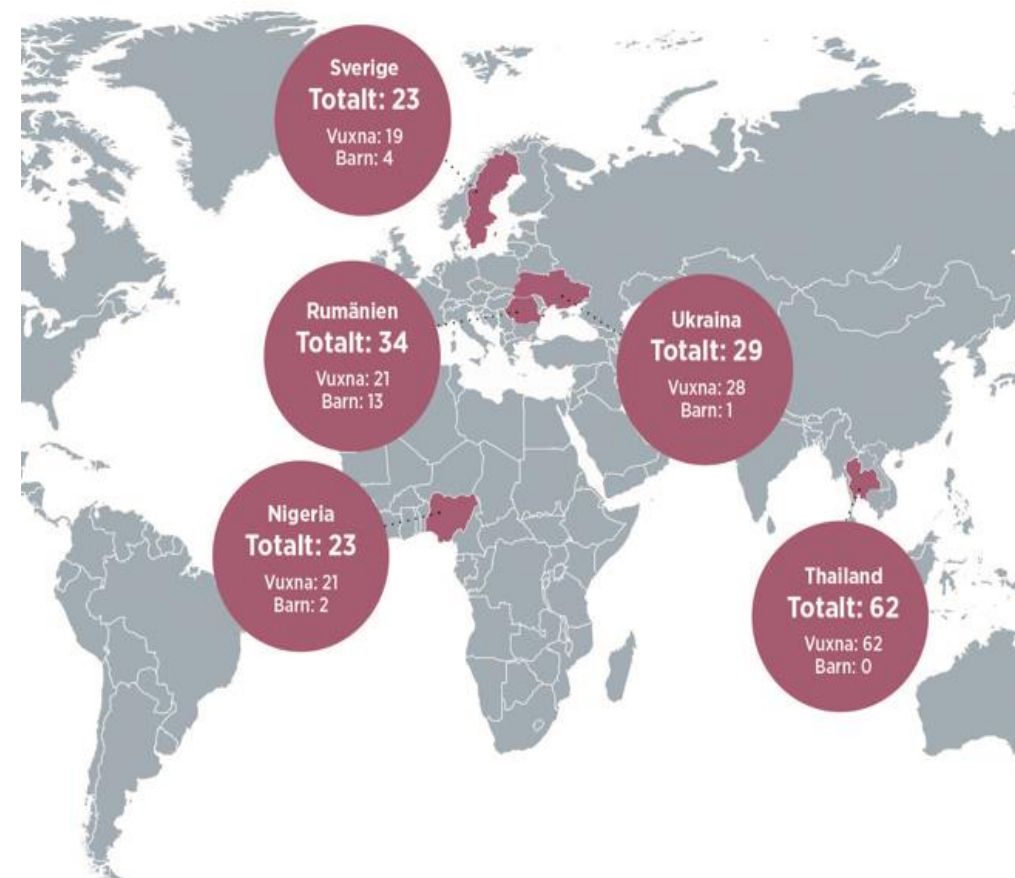 Sverige
Totalt: 23
Vuxna: 19
Barn: 4
Rumänien
Totalt: 34
Vuxna: 21
Barn: 13
Ukraina
Totalt: 29
Vuxna: 28
Barn: 1
Nigeria
Totalt: 23
Vuxna: 21
Barn: 2
Thailand
Totalt: 62
Vuxna: 62
Barn: 0